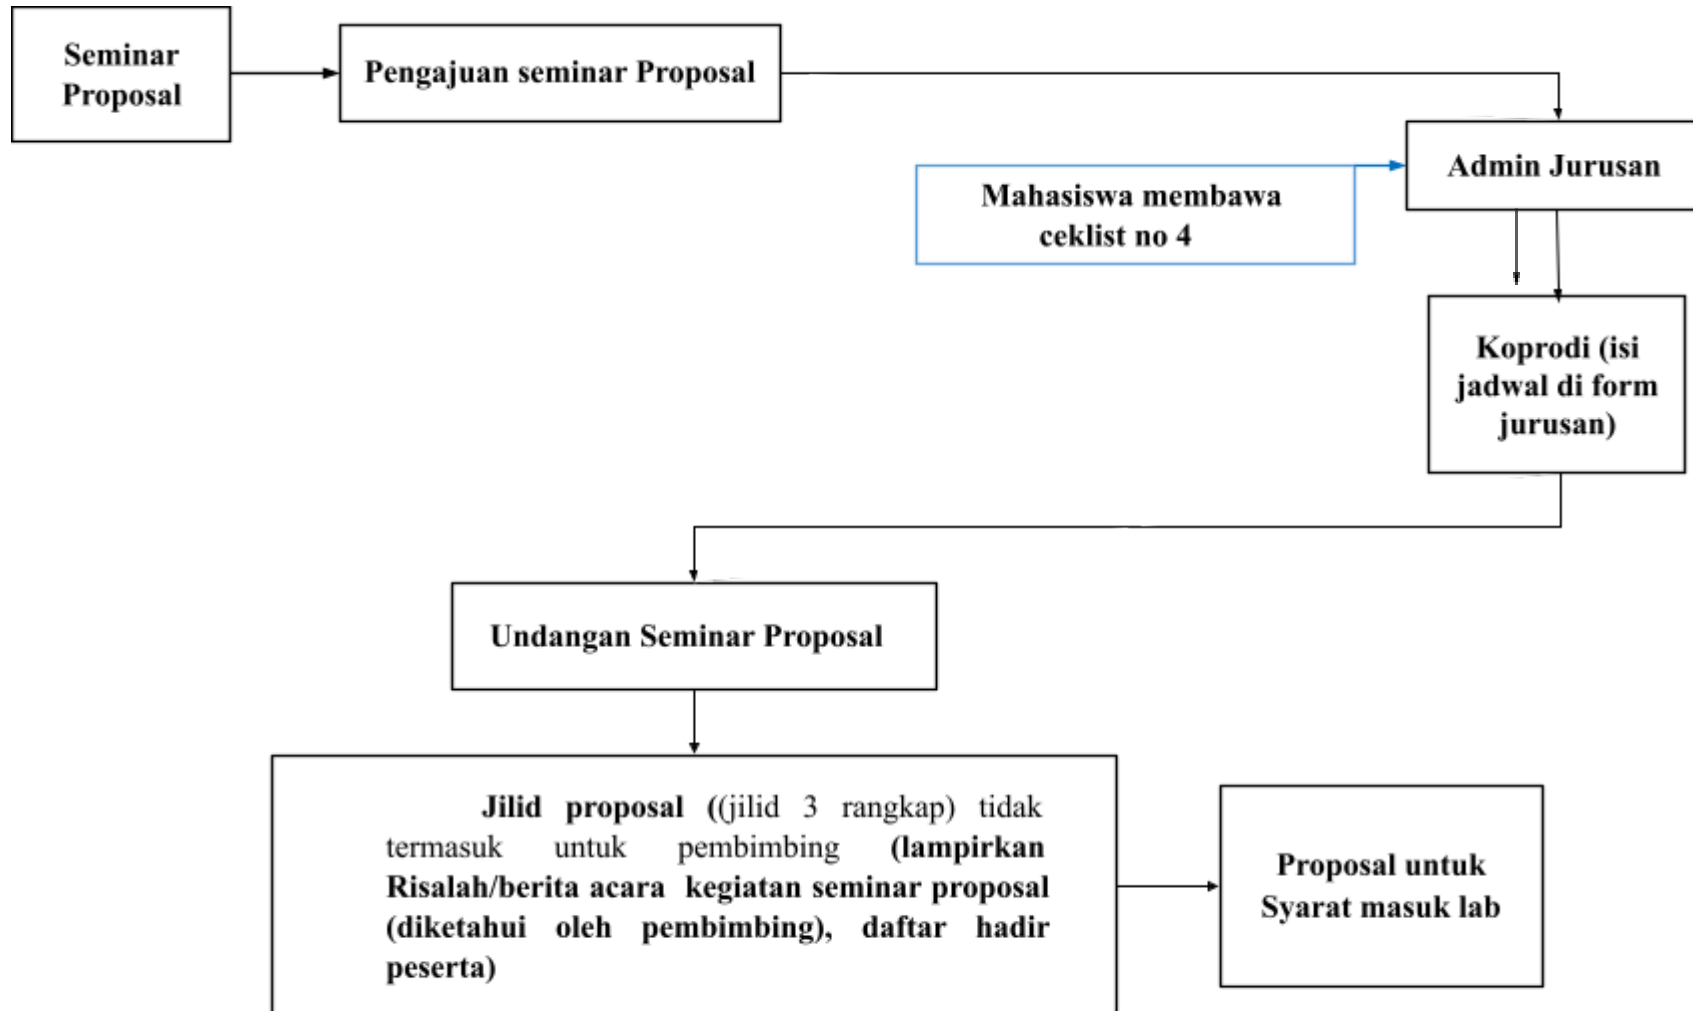 Seminar
Proposal
Pengajuan seminar Proposal
Admin Jurusan
Mahasiswa membawa
ceklist no 4
Koprodi (isi
jadwal di form
jurusan)
Undangan Seminar Proposal
Jilid proposal ((jilid 3 rangkap) tidak
termasuk untuk pembimbing (lampirkan
Risalah/berita acara kegiatan seminar proposal
(diketahui oleh pembimbing), daftar hadir
peserta)
Proposal untuk
Syarat masuk lab